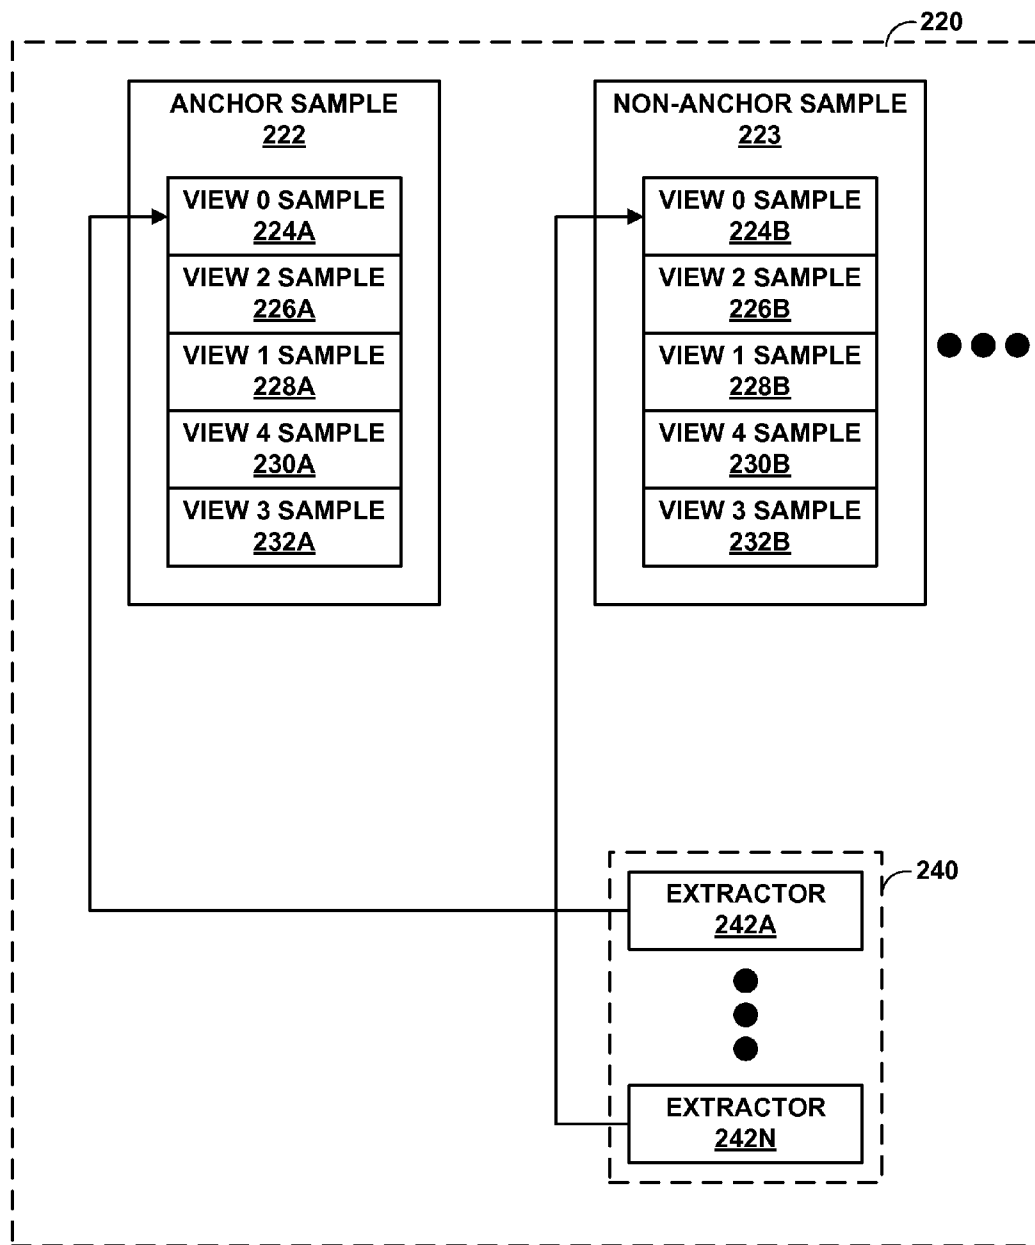 220
ANCHOR SAMPLE
222
VIEW 0 SAMPLE
224A
VIEW 2 SAMPLE
226A
VIEW 1 SAMPLE
228A
VIEW 4 SAMPLE
230A
VIEW 3 SAMPLE
232A
NON-ANCHOR SAMPLE
223
VIEW 0 SAMPLE
224B
VIEW 2 SAMPLE
226B
VIEW 1 SAMPLE
228B
VIEW 4 SAMPLE
230B
VIEW 3 SAMPLE
232B
240
EXTRACTOR
242A
EXTRACTOR
242N